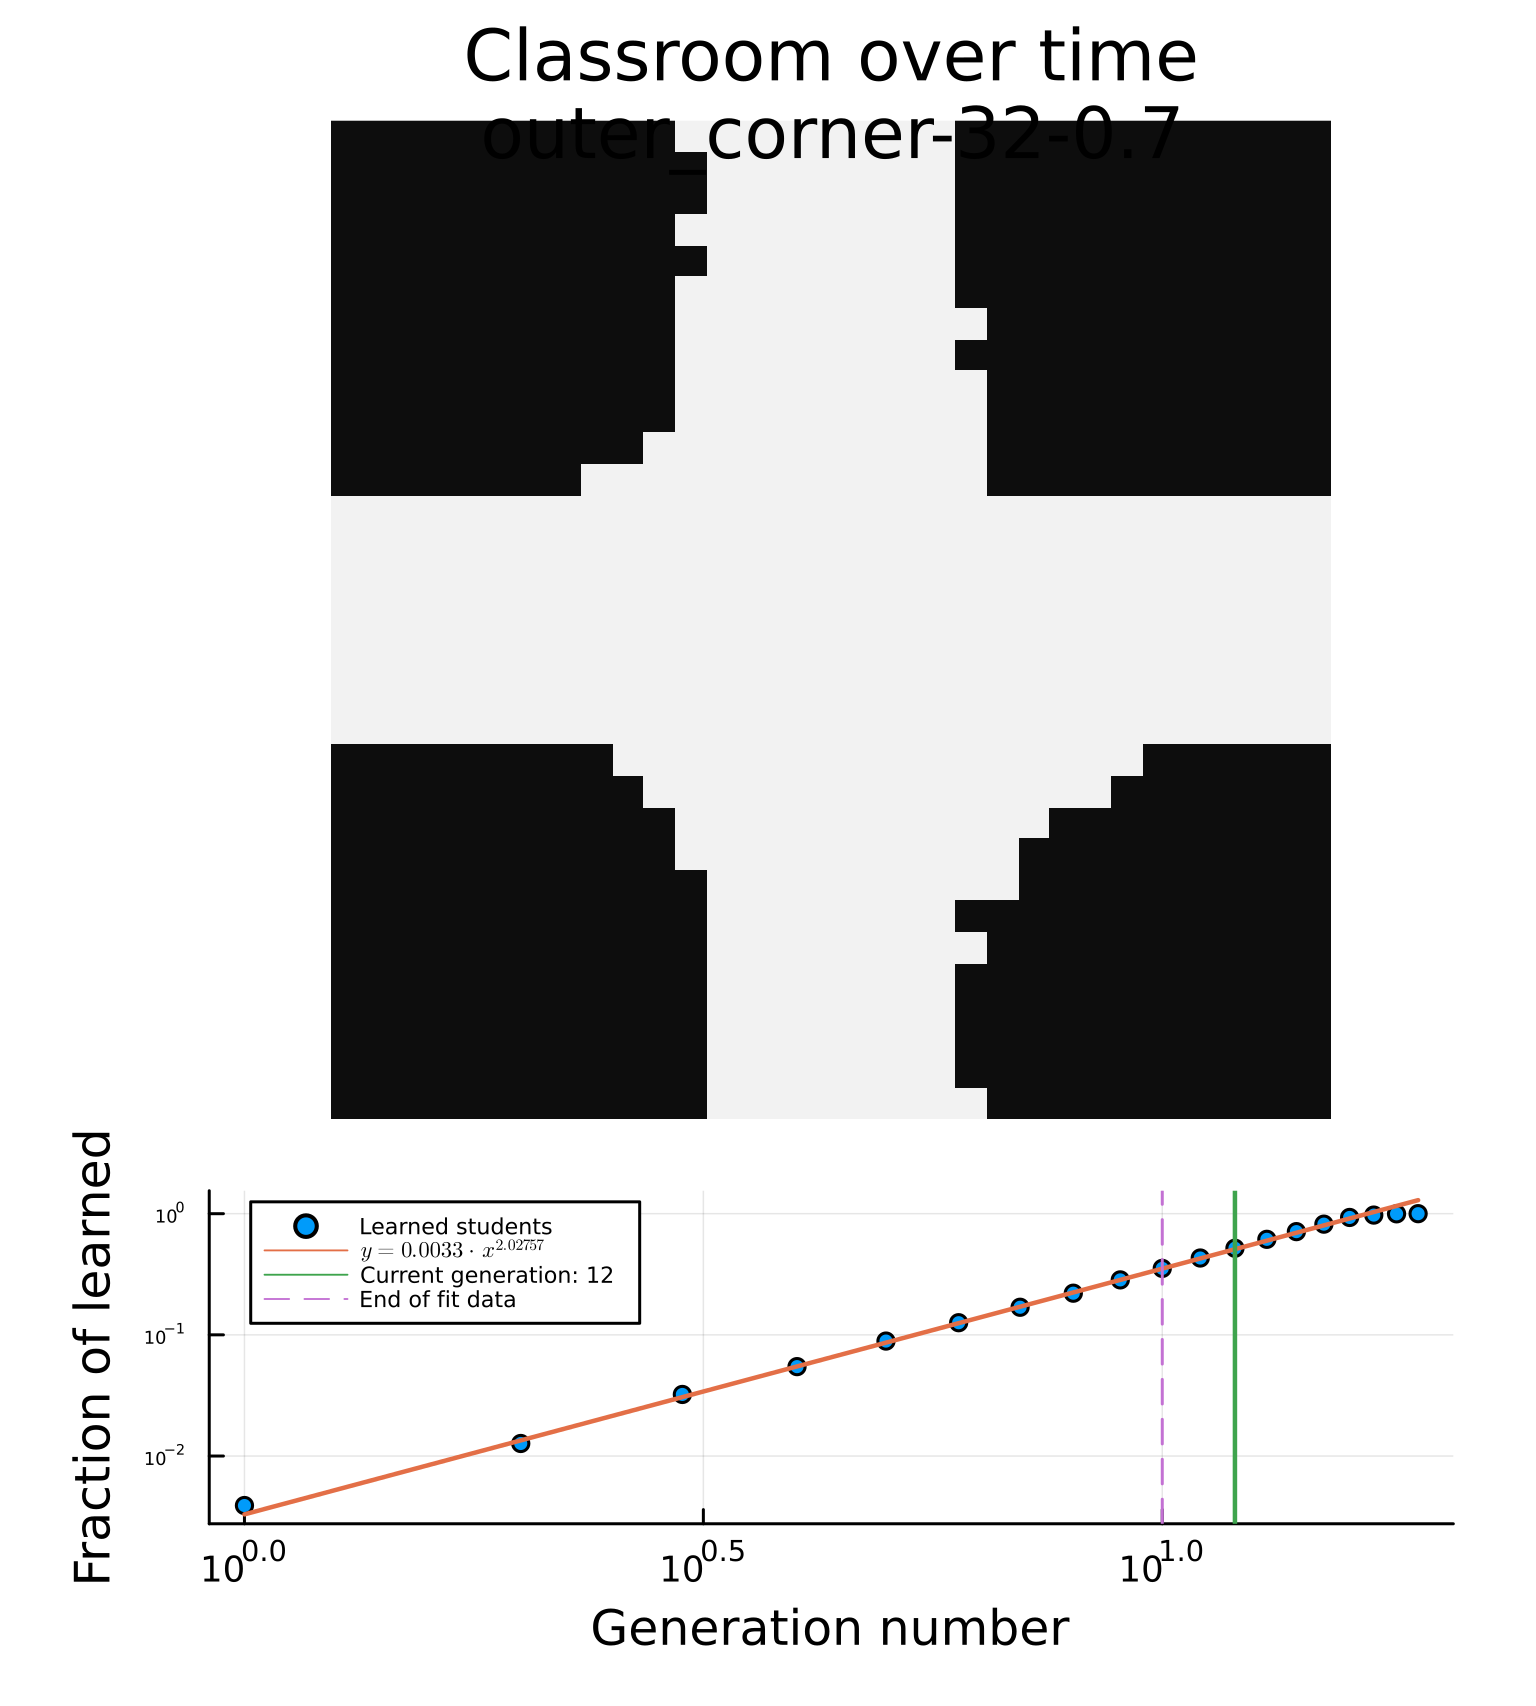 Classroom over time
outer_corner-32-0.7
Fraction of learned
10^0
10^−1
10^−2
Learned students
y = 0.0033 · x^2.02757
Current generation: 12
End of fit data
10^0.0 10^0.5 10^1.0
Generation number